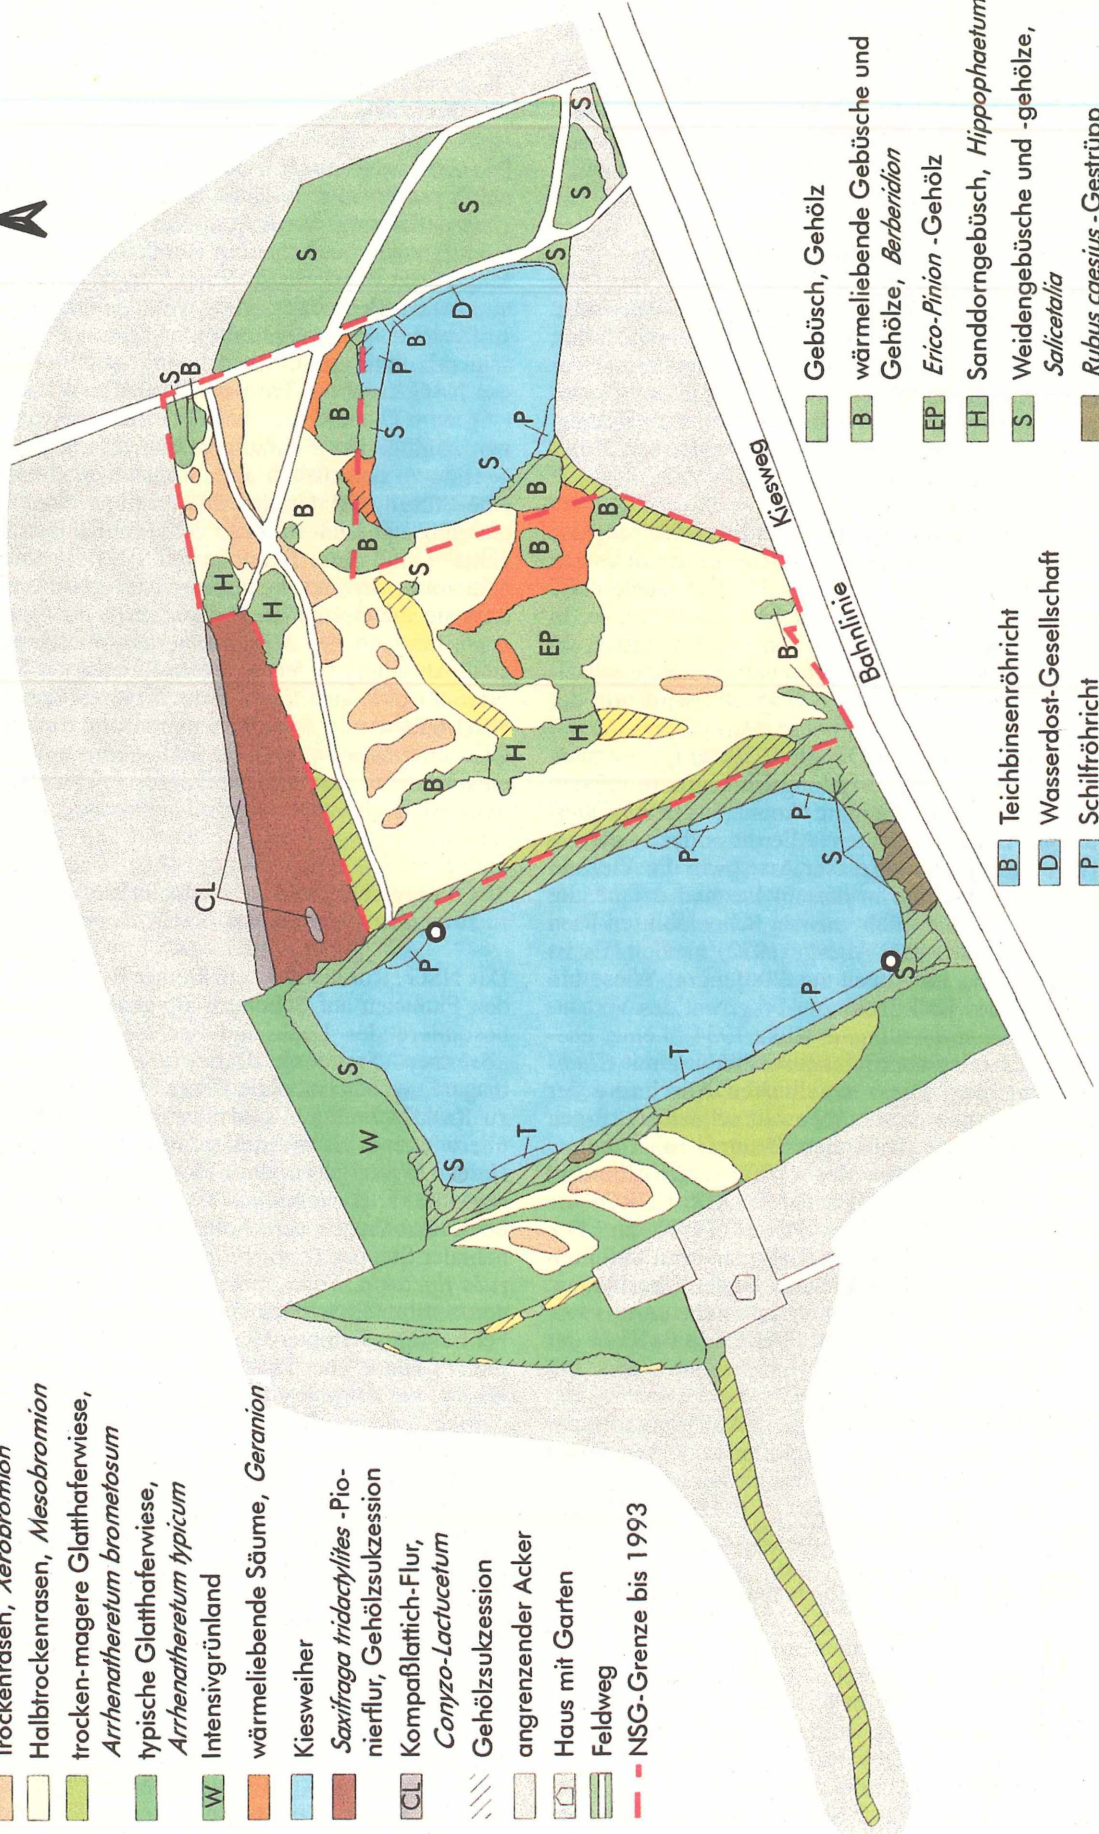 Trockenrasen, Xerobromion
Halbtrockenrasen, Mesobromion
trocken-magere Glatthaferwiese,
Arrhenatheretum brometosum
typische Glatthaferwiese,
Arrhenatheretum typicum
W Intensivgrünland
wärmeliebende Säume, Geranion
Kiesweiher
Saxifraga tridactylites -Pio-
nierflur, Gehölzsukzession
CL Kompaßlattich-Flur,
Conyzo-Lactucetum
Gehölzsukzession
angrenzender Acker
Haus mit Garten
Feldweg
NSG-Grenze bis 1993
B Teichbinsenröhricht
D Wasserdost-Gesellschaft
P Schilfröhricht
Gebüsch, Gehölz
B wärmeliebende Gebüsche und
Gehölze, Berberidion
EP Erico-Pinion -Gehölz
H Sanddorngebüsch, Hippophaetum
S Weidengebüsche und -gehölze,
Salicetalia
Rubus caesius -Gestrüpp
Kiesweg
Bahnlinie
CL
W
S
S
T
T
P
P
S
S
P
P
B
H
H
EP
H
H
B
B
B
B
S
B
B
S
P
S
B
P
B
D
S
B
S
S
S
S
S